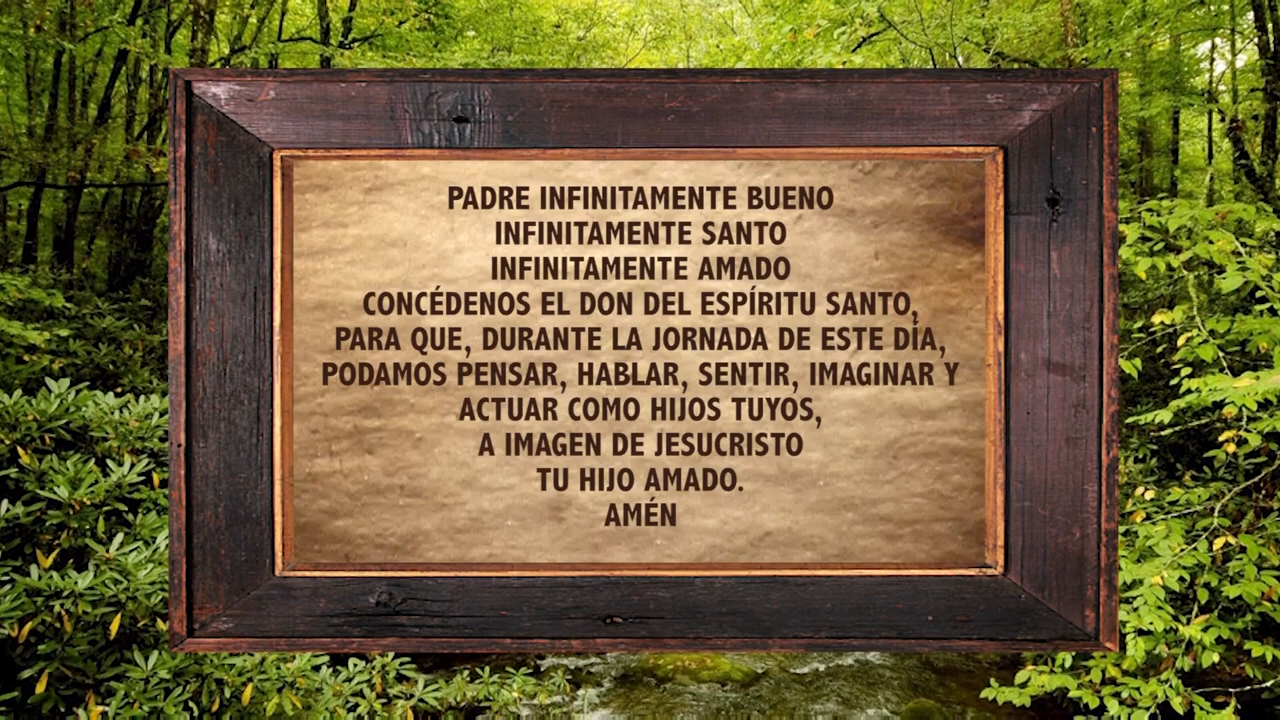 PADRE INFINITAMENTE BUENO
INFINITAMENTE SANTO
INFINITAMENTE AMADO
CONCÉDENOS EL DON DEL ESPÍRITU SANTO,
PARA QUE, DURANTE LA JORNADA DE ESTE DÍA,
PODAMOS PENSAR, HABLAR, SENTIR, IMAGINAR Y
ACTUAR COMO HIJOS TUYOS,
A IMAGEN DE JESUCRISTO
TU HIJO AMADO.
AMÉN